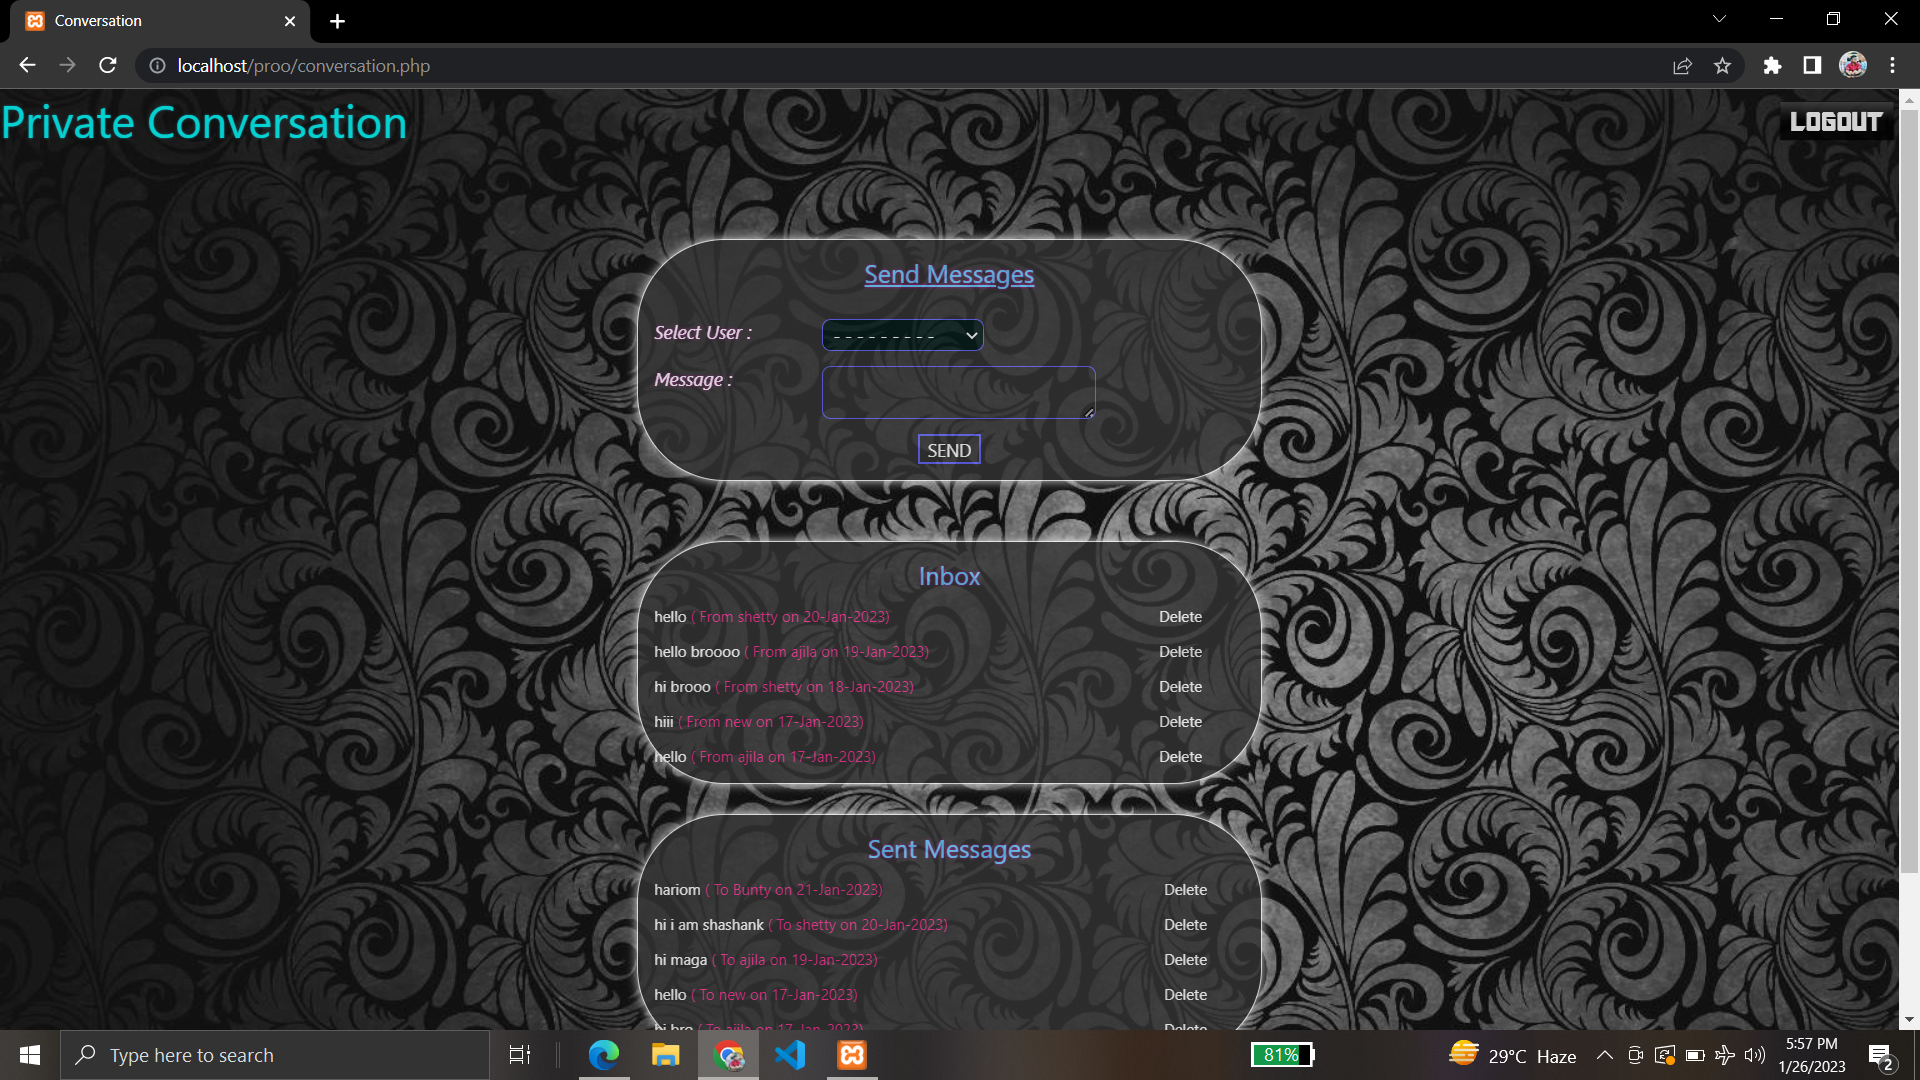 Conversation
localhost/proo/conversation.php
Private Conversation
LOGOUT
Send Messages
Select User :
- - - - - - - - -
Message :
SEND
Inbox
hello ( From shetty on 20-Jan-2023) Delete
hello broooo ( From ajila on 19-Jan-2023) Delete
hi brooo ( From shetty on 18-Jan-2023) Delete
hiii ( From new on 17-Jan-2023) Delete
hello ( From ajila on 17-Jan-2023) Delete
Sent Messages
hariom ( To Bunty on 21-Jan-2023) Delete
hi i am shashank ( To shetty on 20-Jan-2023) Delete
hi maga ( To ajila on 19-Jan-2023) Delete
hello ( To new on 17-Jan-2023) Delete
hi bro ( To ajila on 17-Jan-2023) Delete
Type here to search
81%
29°C Haze
5:57 PM
1/26/2023
2